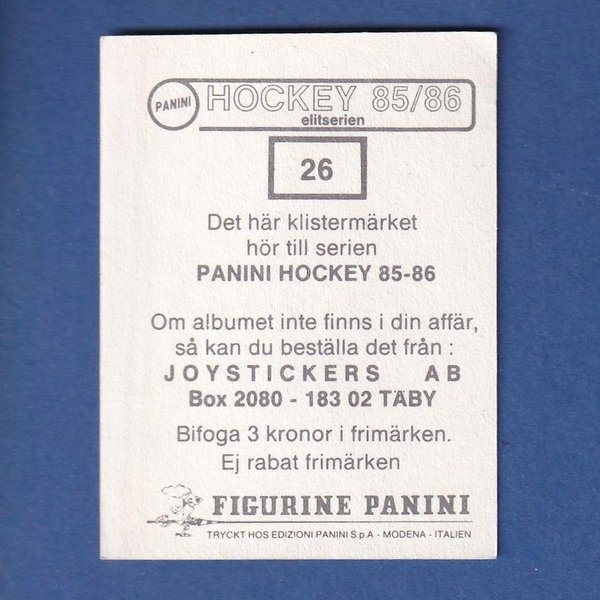 PANINI
HOCKEY 85/86
elitserien
26
Det här klistermärket
hör till serien
PANINI HOCKEY 85-86
Om albumet inte finns i din affär,
så kan du beställa det från :
JOYSTICKERS AB
Box 2080 - 183 02 TÄBY
Bifoga 3 kronor i frimärken.
Ej rabat frimärken
FIGURINE PANINI
TRYCKT HOS EDIZIONI PANINI S.p.A - MODENA - ITALIEN